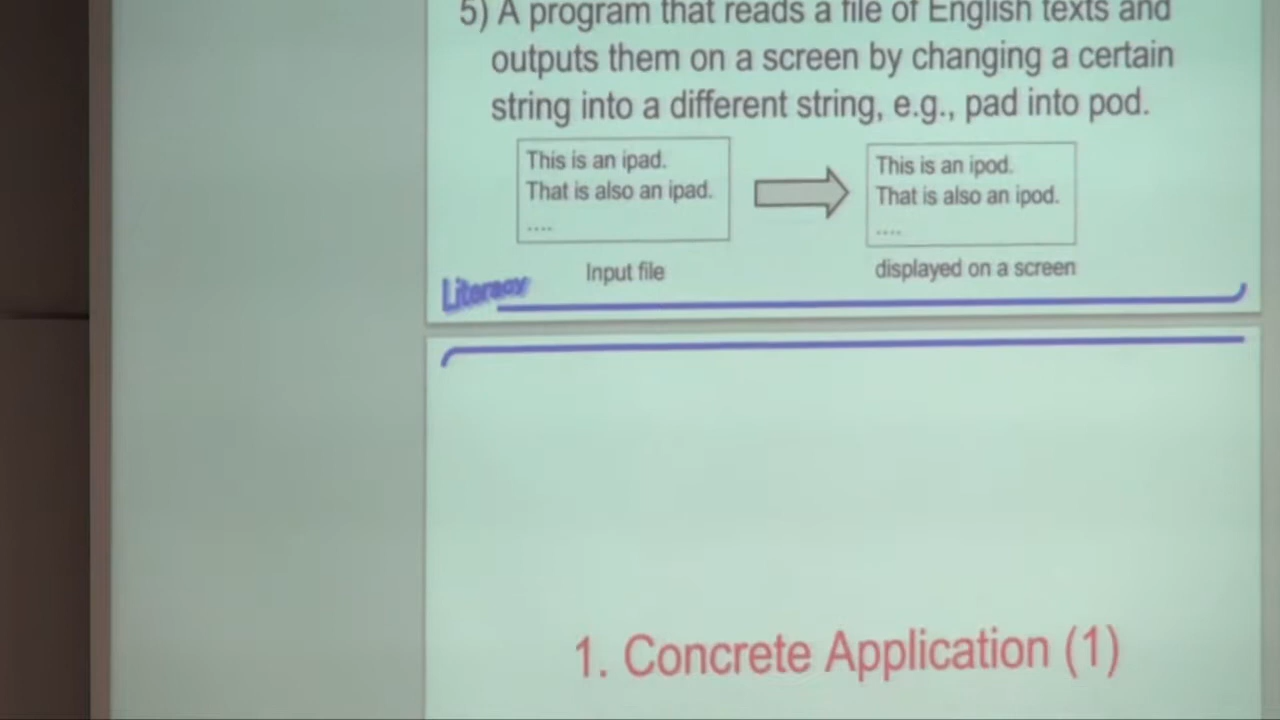 5) A program that reads a file of English texts and
outputs them on a screen by changing a certain
string into a different string, e.g., pad into pod.
This is an ipad.
That is also an ipad.
....
Input file
This is an ipod.
That is also an ipod.
....
displayed on a screen
Literacy
1. Concrete Application (1)